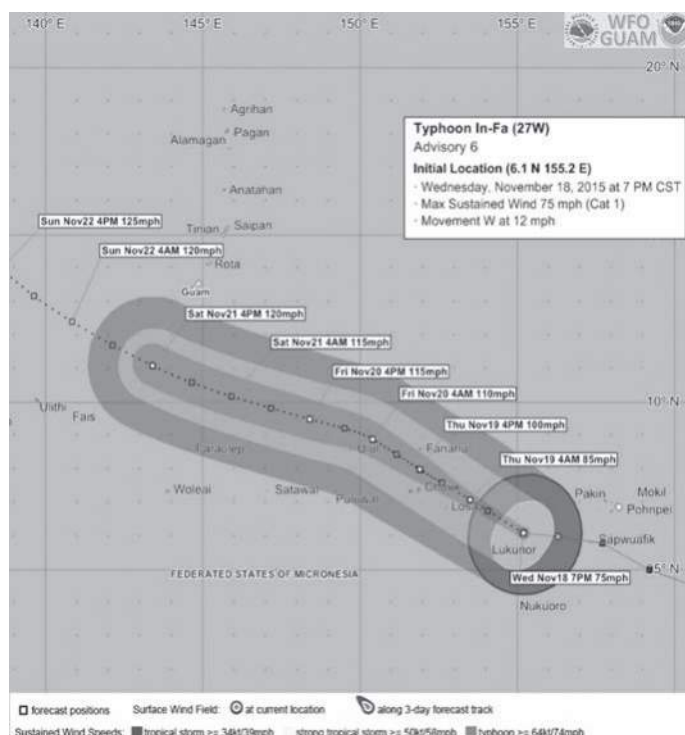 140° E 145° E 150° E 155° E
WFO
GUAM
20° N
Agrihan
Pagan
Alamagan
Typhoon In-Fa (27W)
Advisory 6
Initial Location (6.1 N 155.2 E)
· Wednesday, November 18, 2015 at 7 PM CST
· Max Sustained Wind 75 mph (Cat 1)
· Movement W at 12 mph
Anatahan
Sun Nov22 4PM 125mph
Tinian Saipan
Sun Nov22 4AM 120mph
Rota
Guam
Sat Nov21 4PM 120mph
Sat Nov21 4AM 115mph
Fri Nov20 4PM 115mph
Fri Nov20 4AM 110mph
Ulithi
Fais
10° N
Thu Nov19 4PM 100mph
Faraulep
Fananu
Thu Nov19 4AM 85mph
Woleai
Satawal
Puluwat
Chuuk
Pakin
Mokil
Pohnpei
Sapwuafik
Lukunor
FEDERATED STATES OF MICRONESIA
Wed Nov18 7PM 75mph
5° N
Nukuoro
forecast positions Surface Wind Field: at current location along 3-day forecast track
Sustained Wind Speeds: tropical storm >= 34kt/39mph strong tropical storm >= 50kt/58mph typhoon >= 64kt/74mph